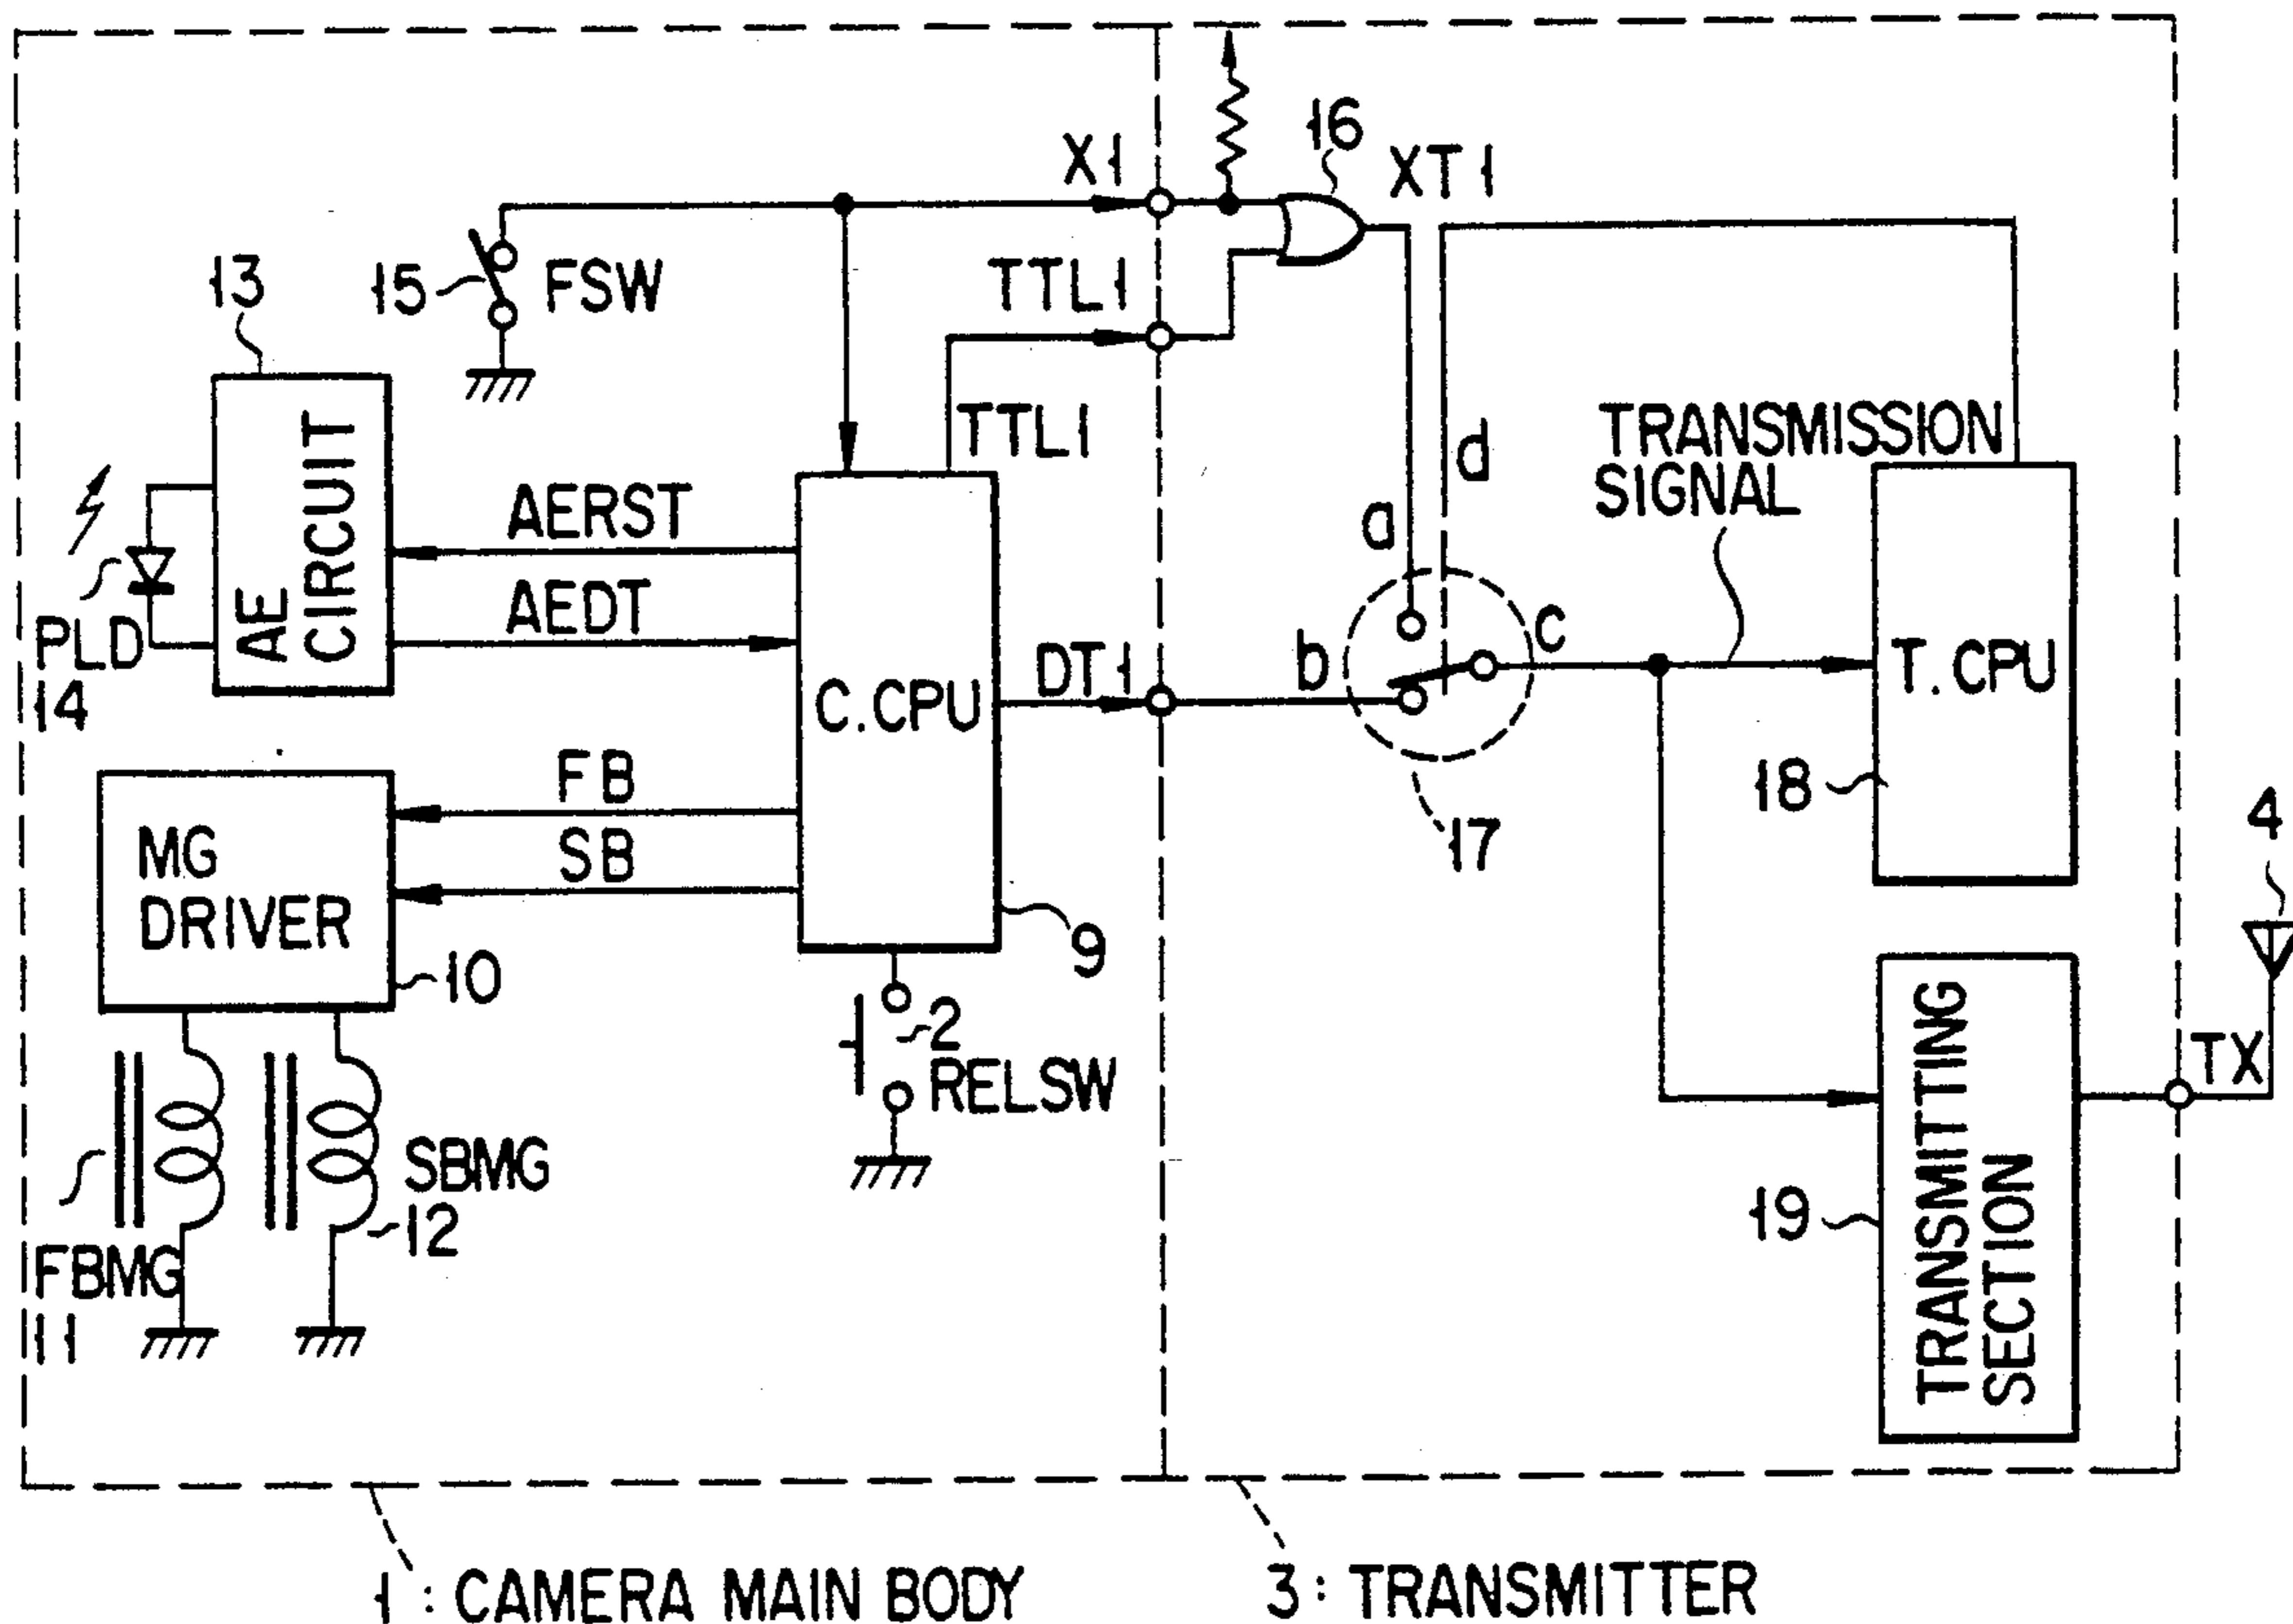 16
X1
XT1
13
15
FSW
TTL1
TTL1
AE
CIRCUIT
AERST
AEDT
PLD
14
C.CPU
DT1
a
d
b
c
TRANSMISSION
SIGNAL
T.CPU
18
17
4
FB
SB
MG
DRIVER
10
9
2
RELSW
TX
TRANSMITTING
SECTION
19
SBMG
12
FBMG
11
1 : CAMERA MAIN BODY
3 : TRANSMITTER